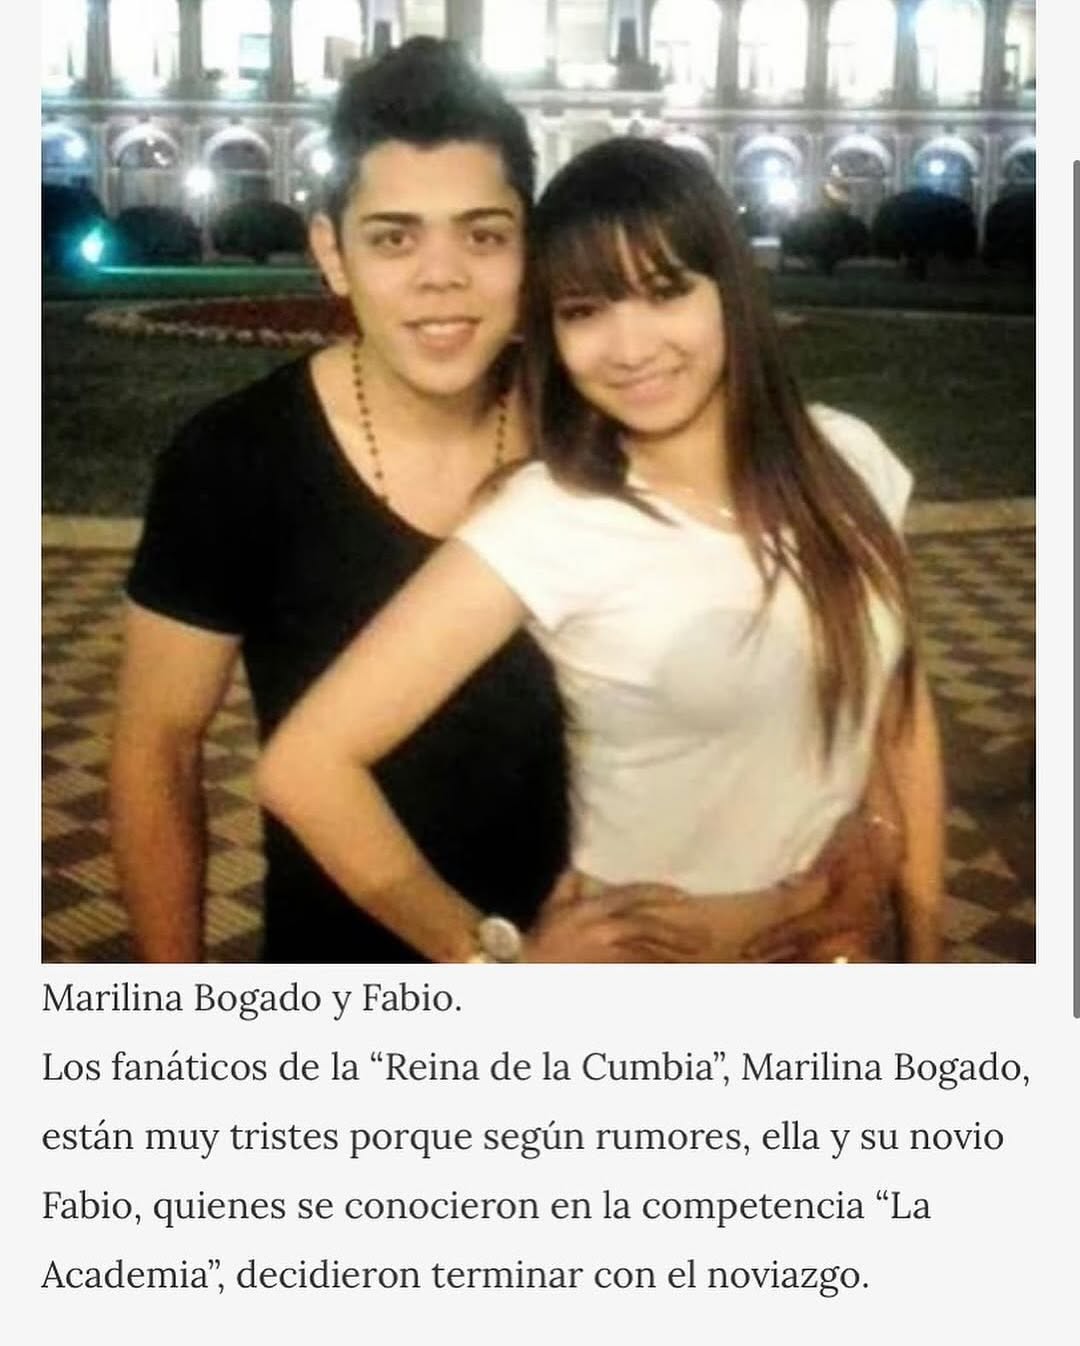 Marilina Bogado y Fabio.
Los fanáticos de la “Reina de la Cumbia”, Marilina Bogado,
están muy tristes porque según rumores, ella y su novio
Fabio, quienes se conocieron en la competencia “La
Academia”, decidieron terminar con el noviazgo.